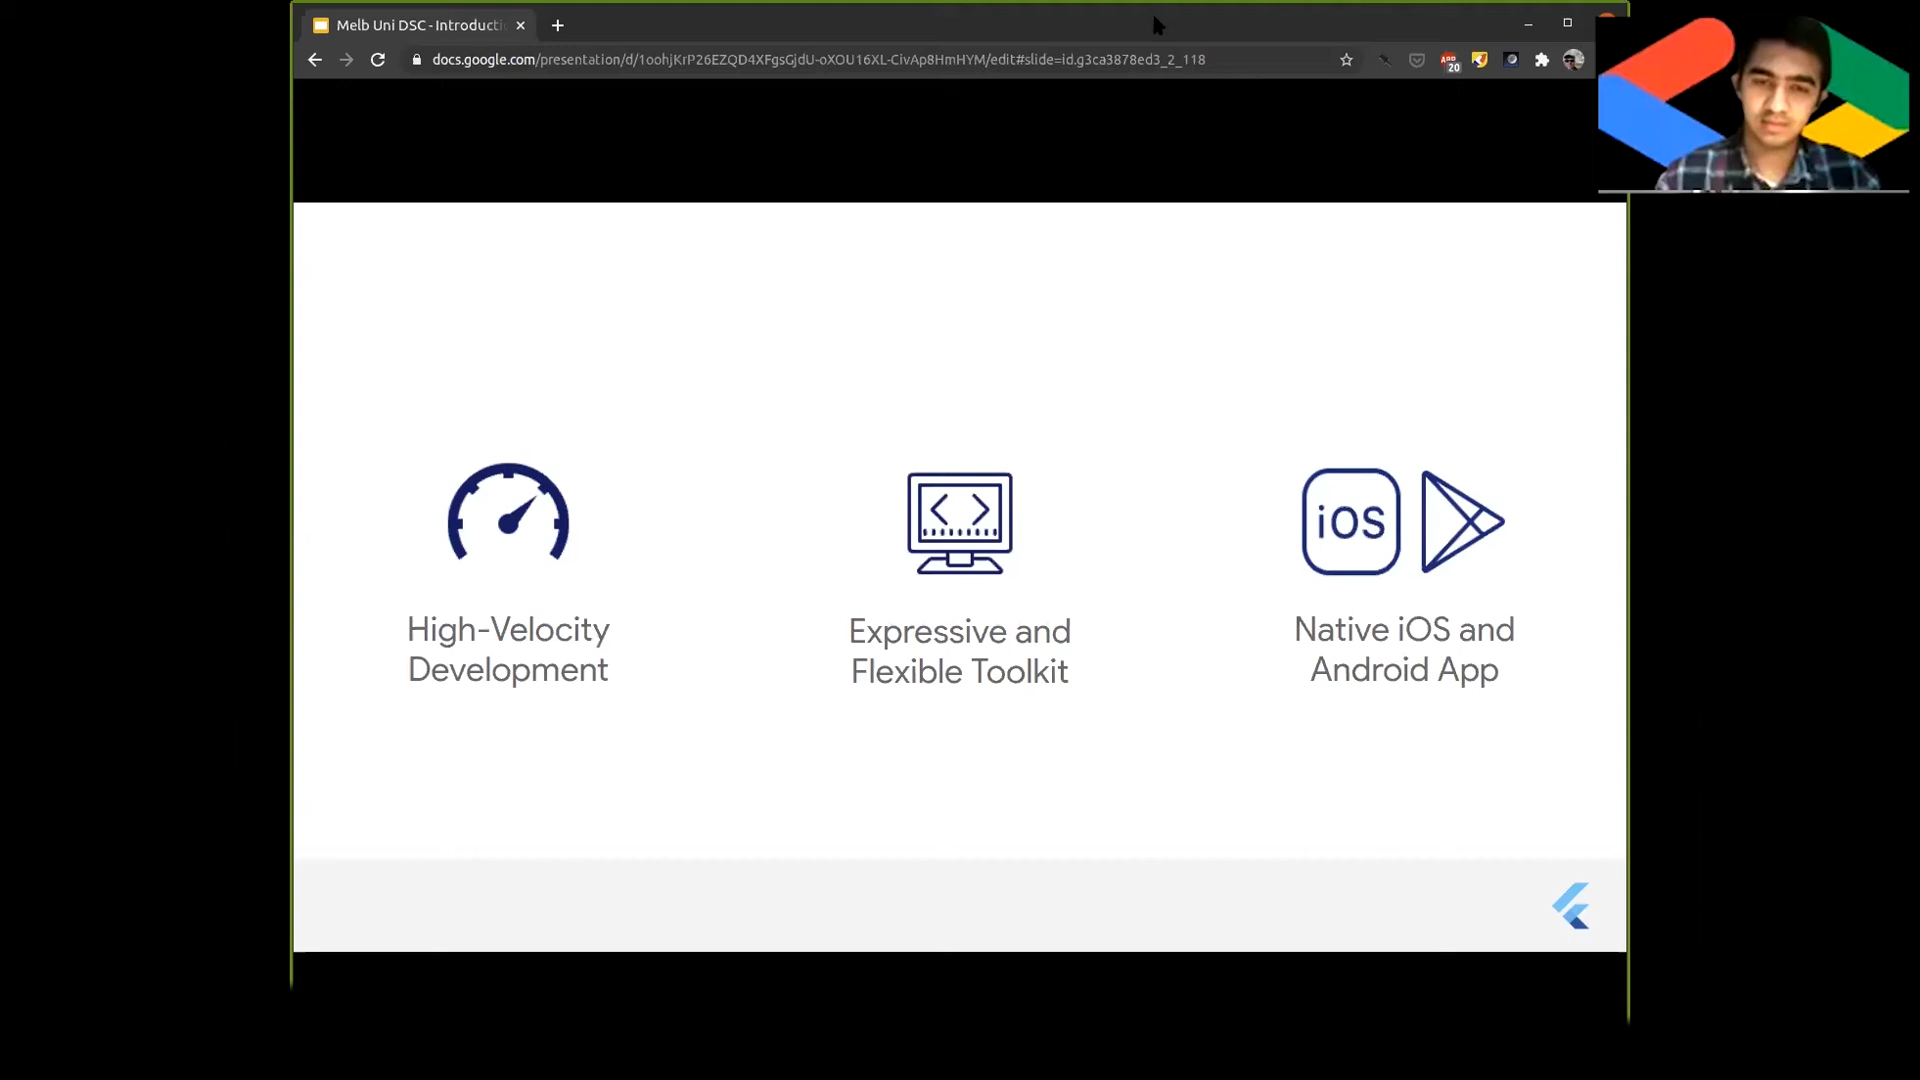 Melb Uni DSC - Introducti
docs.google.com/presentation/d/1oohjKrP26EZQD4XFgsGjdU-oXOU16XL-CivAp8HmHYM/edit#slide=id.g3ca3878ed3_2_118
20
iOS
High-Velocity
Development
Expressive and
Flexible Toolkit
Native iOS and
Android App